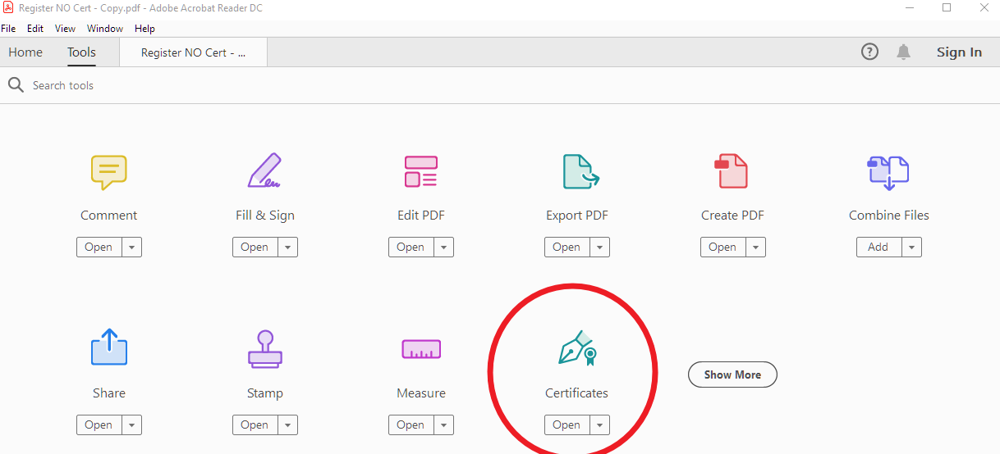 Register NO Cert - Copy.pdf - Adobe Acrobat Reader DC
File Edit View Window Help
Home Tools Register NO Cert - ... Sign In
Search tools
Comment Fill & Sign Edit PDF Export PDF Create PDF Combine Files
Open Open Open Open Open Add
Share Stamp Measure Certificates Show More
Open Open Open Open